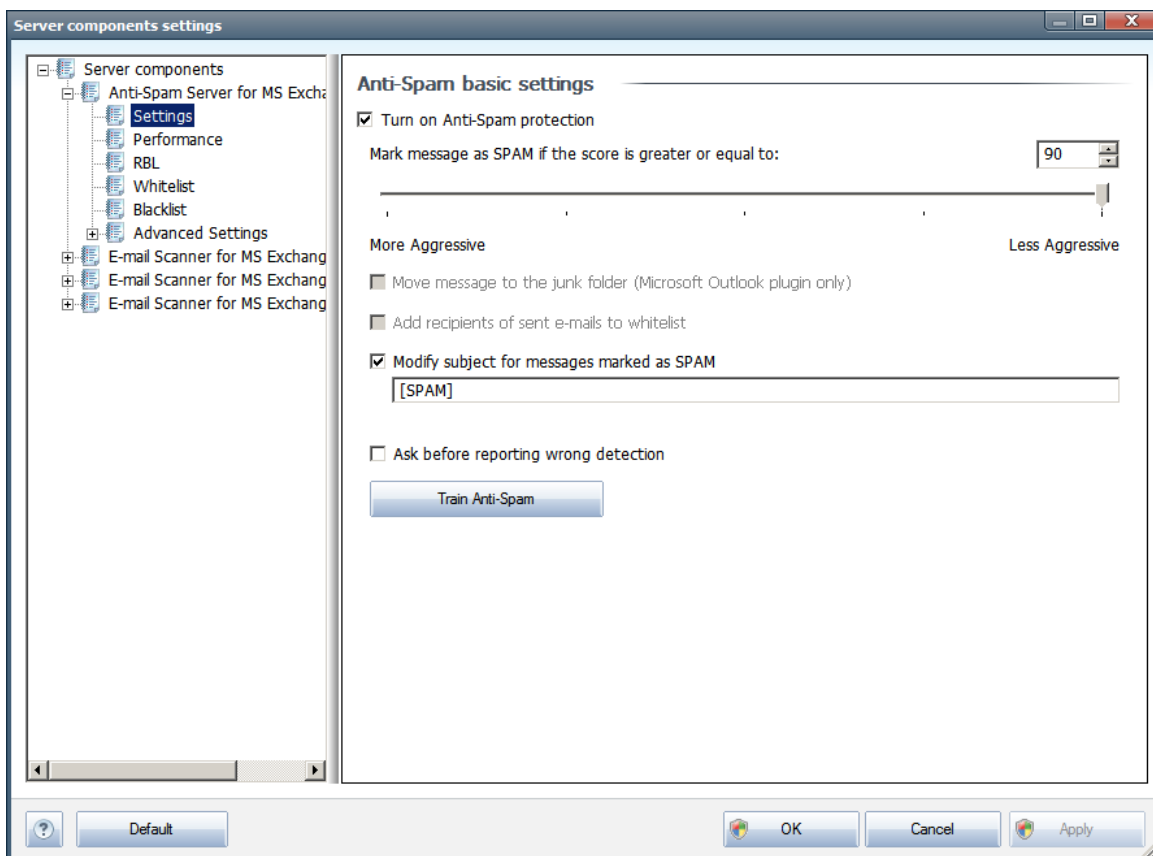 Server components settings
Server components
Anti-Spam Server for MS Excha
Settings
Performance
RBL
Whitelist
Blacklist
Advanced Settings
E-mail Scanner for MS Exchang
E-mail Scanner for MS Exchang
E-mail Scanner for MS Exchang
Anti-Spam basic settings
Turn on Anti-Spam protection
Mark message as SPAM if the score is greater or equal to: 90
More Aggressive Less Aggressive
Move message to the junk folder (Microsoft Outlook plugin only)
Add recipients of sent e-mails to whitelist
Modify subject for messages marked as SPAM
[SPAM]
Ask before reporting wrong detection
Train Anti-Spam
? Default OK Cancel Apply